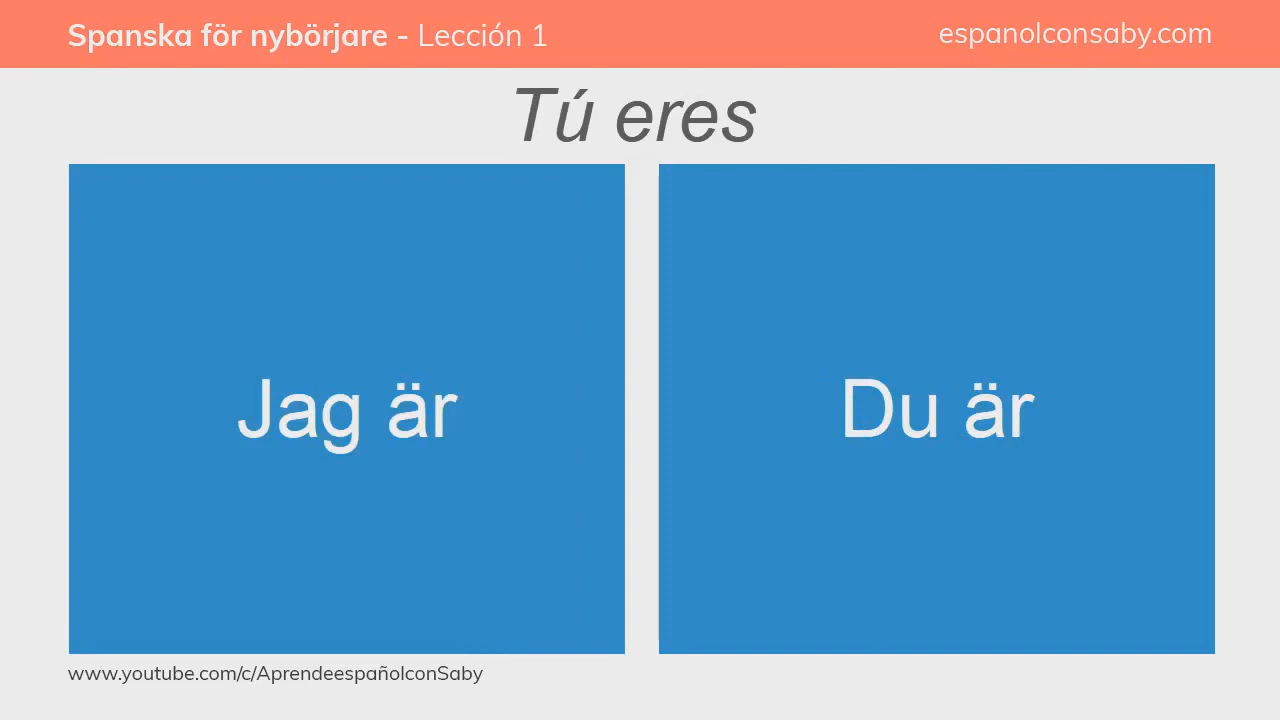 Spanska för nybörjare - Lección 1
espanolconsaby.com
Tú eres
Jag är
Du är
www.youtube.com/c/AprendeespañolconSaby